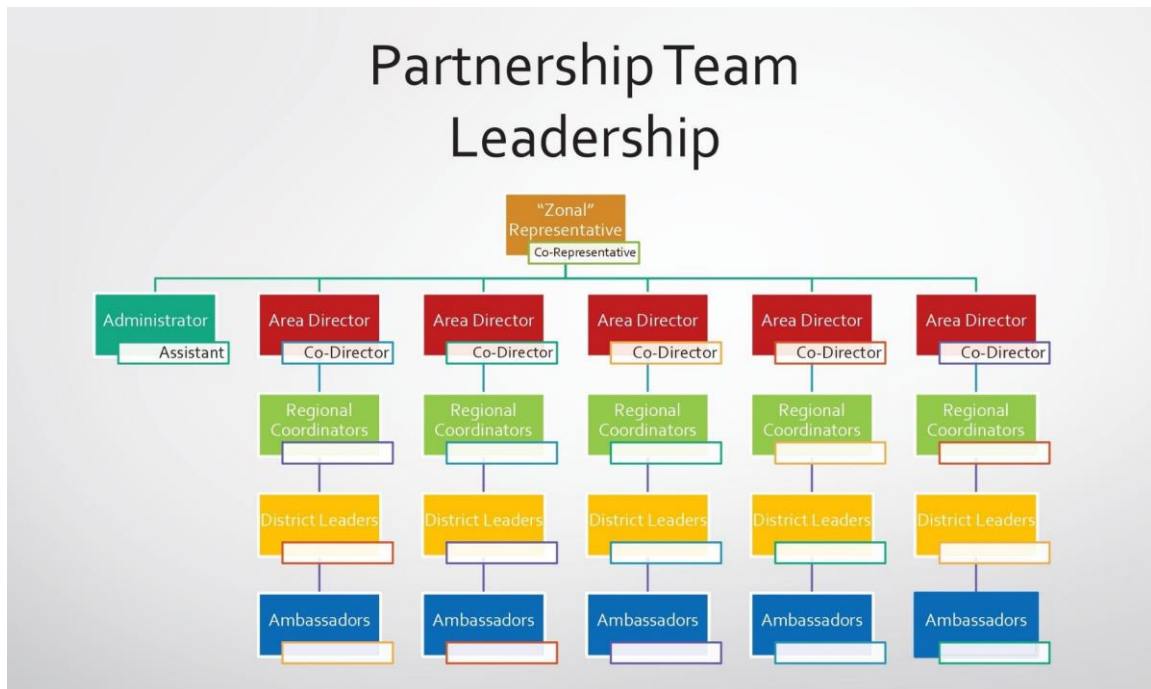 Partnership Team
Leadership
“Zonal”
Representative
Co-Representative
Administrator
Assistant
Area Director
Co-Director
Area Director
Co-Director
Area Director
Co-Director
Area Director
Co-Director
Area Director
Co-Director
Regional
Coordinators
Regional
Coordinators
Regional
Coordinators
Regional
Coordinators
Regional
Coordinators
District Leaders
District Leaders
District Leaders
District Leaders
District Leaders
Ambassadors
Ambassadors
Ambassadors
Ambassadors
Ambassadors